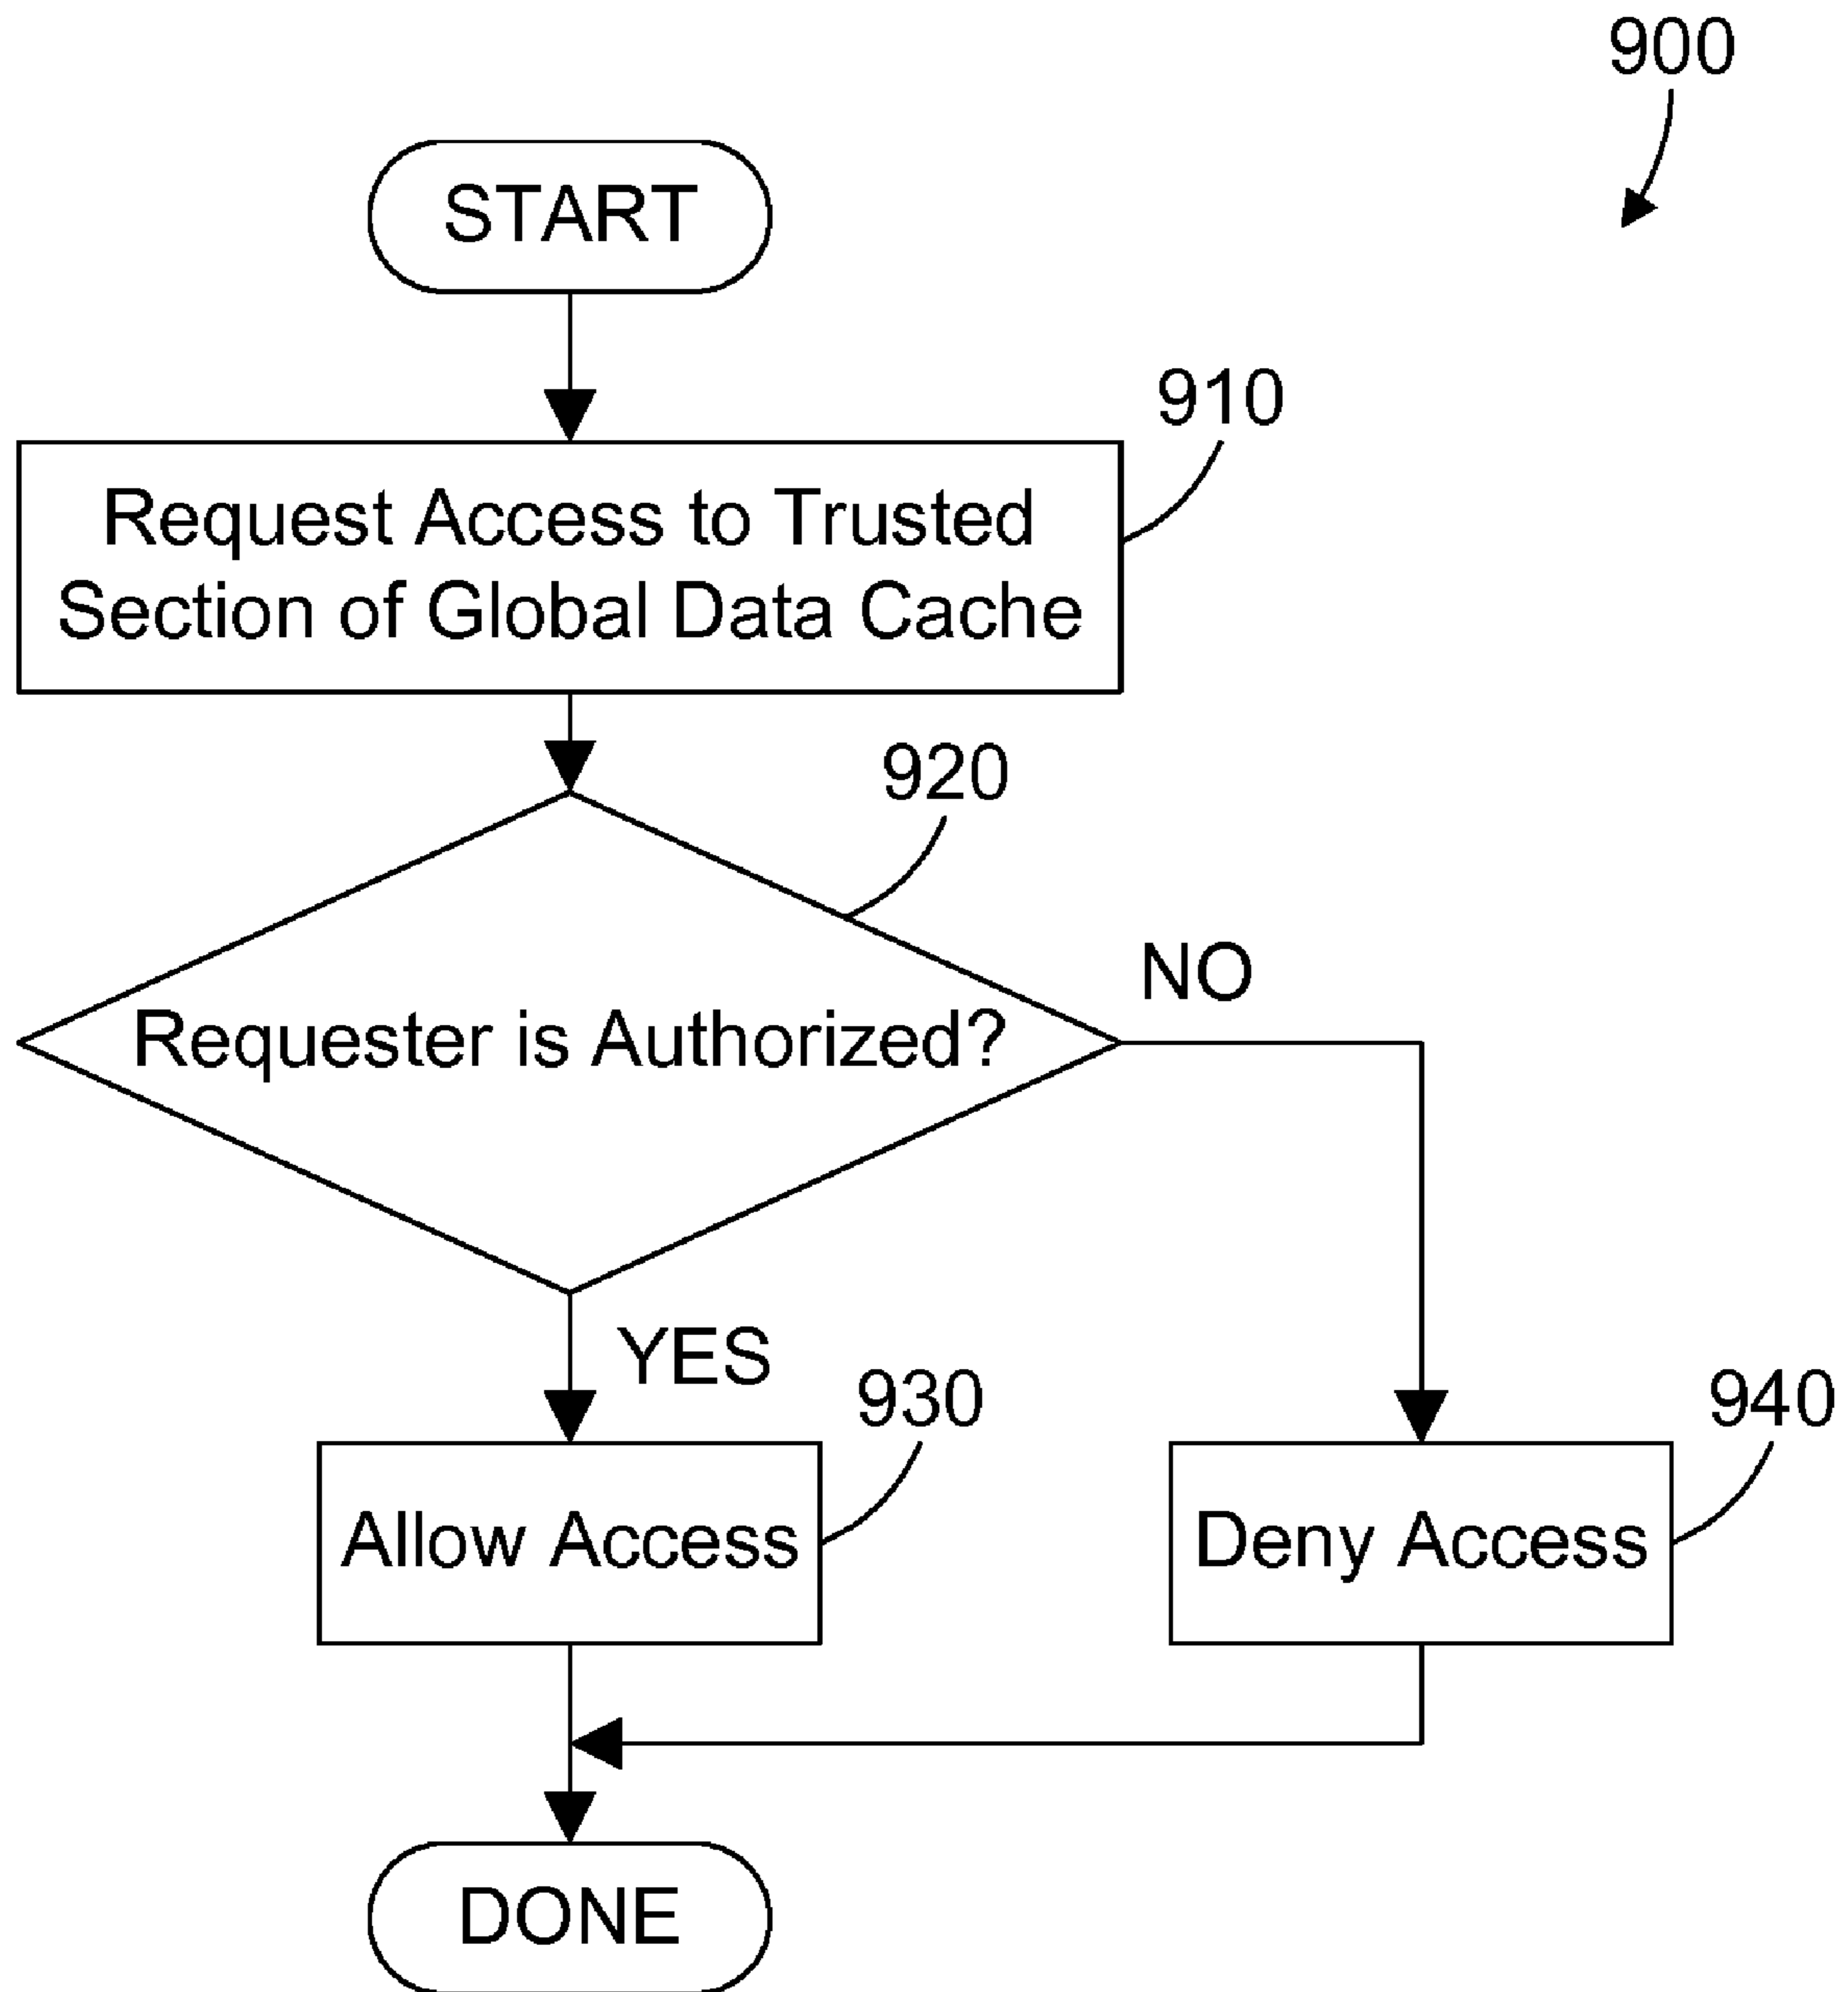 900
START
910
Request Access to Trusted
Section of Global Data Cache
920
NO
Requester is Authorized?
YES
930
940
Allow Access
Deny Access
DONE